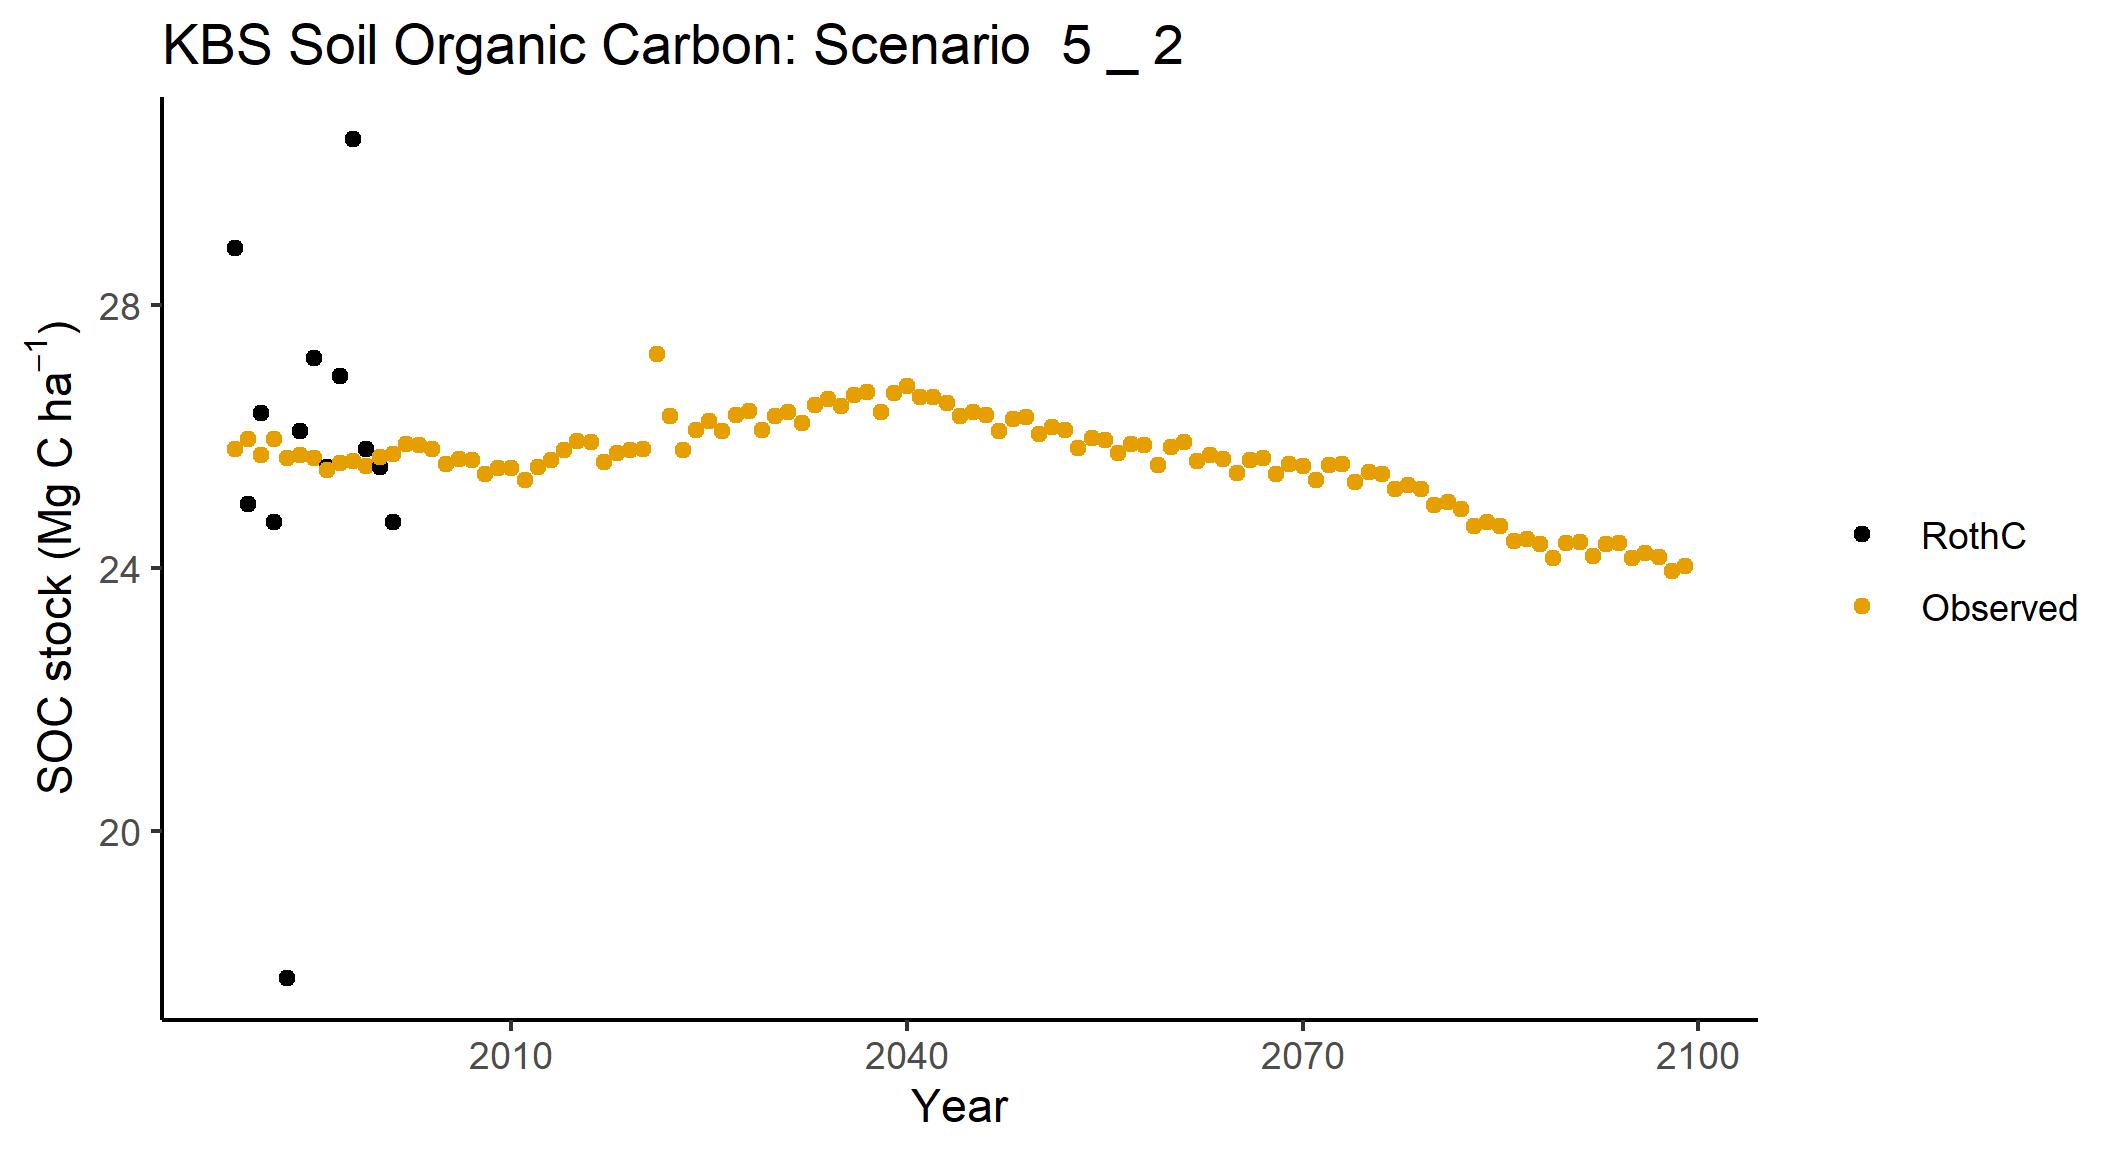 KBS Soil Organic Carbon: Scenario  5 _ 2
SOC stock (Mg C ha⁻¹)
28
24
20
2010
2040
2070
2100
Year
RothC
Observed